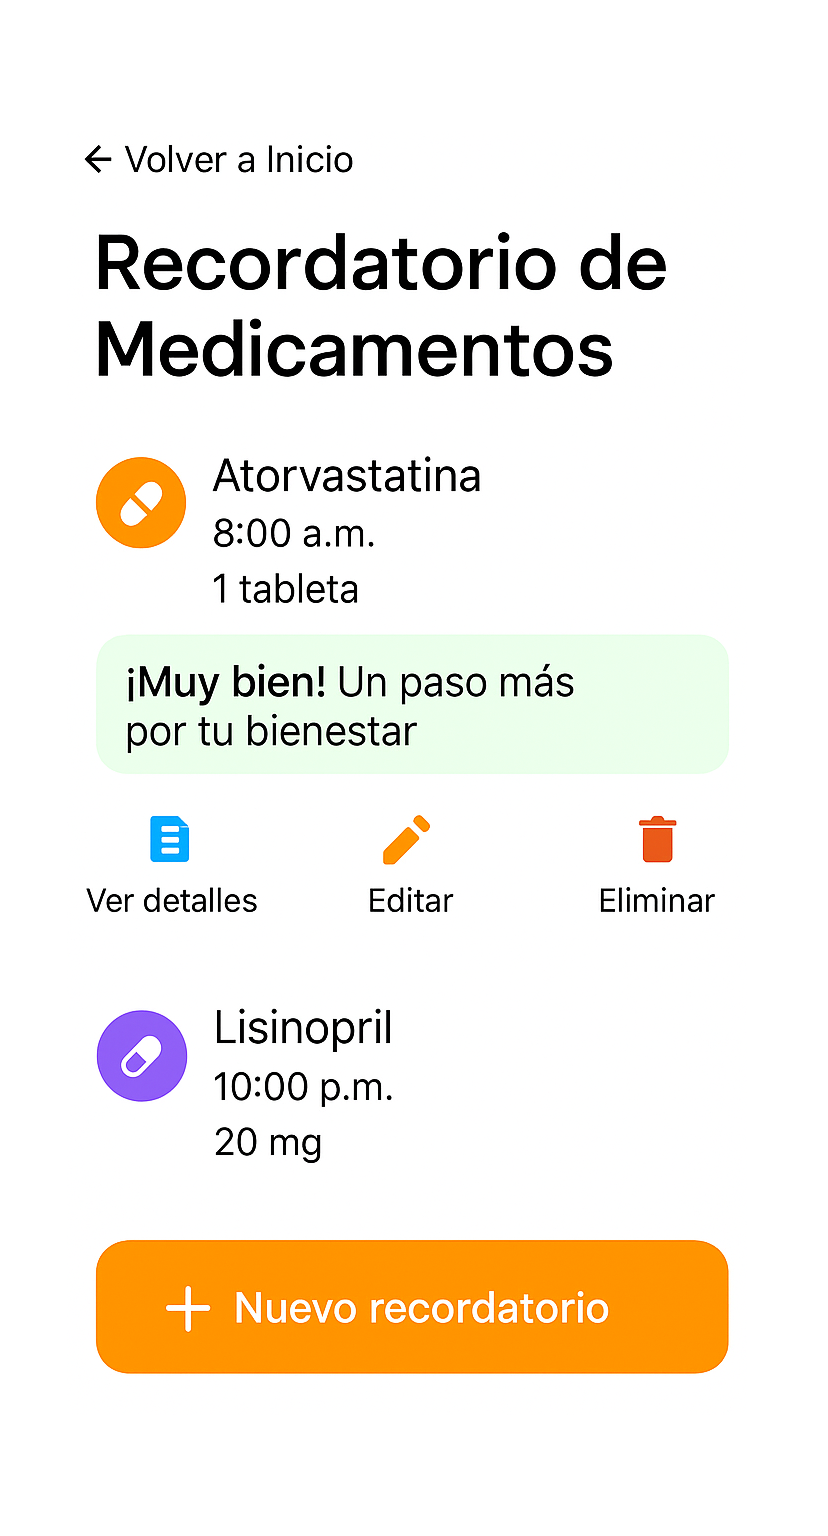 ← Volver a Inicio
Recordatorio de
Medicamentos
Atorvastatina
8:00 a.m.
1 tableta
¡Muy bien! Un paso más
por tu bienestar
Ver detalles Editar Eliminar
Lisinopril
10:00 p.m.
20 mg
+ Nuevo recordatorio